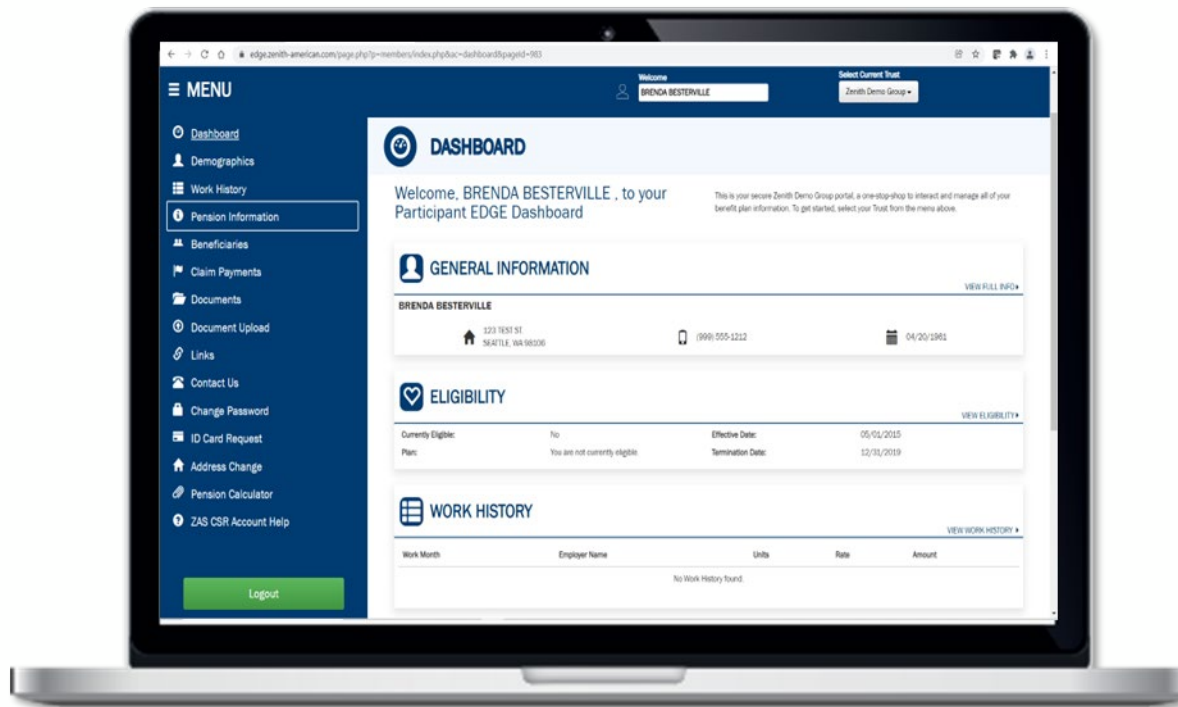 edge.zenith-american.com/page.php?p=members/index.php&ac=dashboard&pageId=983
MENU
Welcome
BRENDA BESTERVILLE
Select Current Trust
Zenith Demo Group
Dashboard
Demographics
Work History
Pension Information
Beneficiaries
Claim Payments
Documents
Document Upload
Links
Contact Us
Change Password
ID Card Request
Address Change
Pension Calculator
ZAS CSR Account Help
Logout
DASHBOARD
Welcome, BRENDA BESTERVILLE , to your
Participant EDGE Dashboard
This is your secure Zenith Demo Group portal, a one-stop-shop to interact and manage all of your
benefit plan information. To get started, select your Trust from the menu above.
GENERAL INFORMATION
VIEW FULL INFO
BRENDA BESTERVILLE
123 TEST ST
SEATTLE, WA 98106
(999) 555-1212
04/20/1961
ELIGIBILITY
VIEW ELIGIBILITY
Currently Eligible: No Effective Date: 05/01/2015
Plan: You are not currently eligible Termination Date: 12/31/2019
WORK HISTORY
VIEW WORK HISTORY
Work Month Employer Name Units Rate Amount
No Work History found.